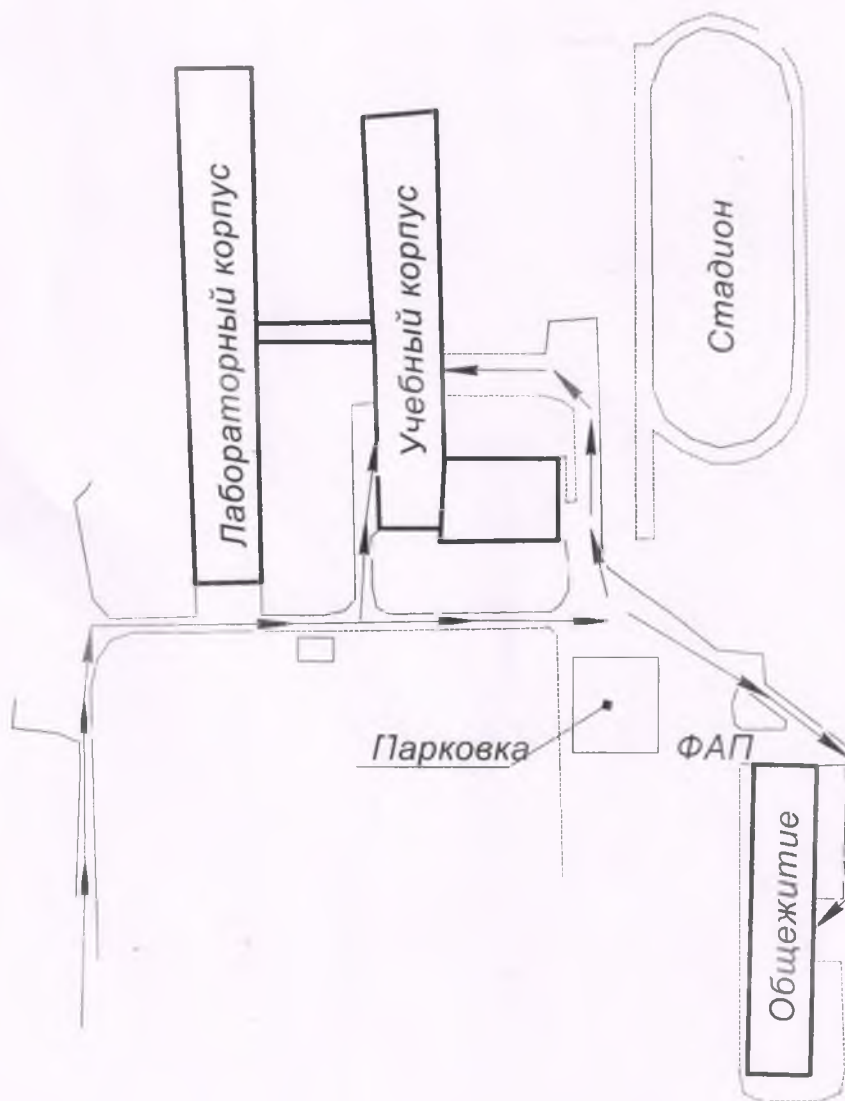 Лабораторный корпус
Учебный корпус
Стадион
Парковка
ФАП
Общежитие